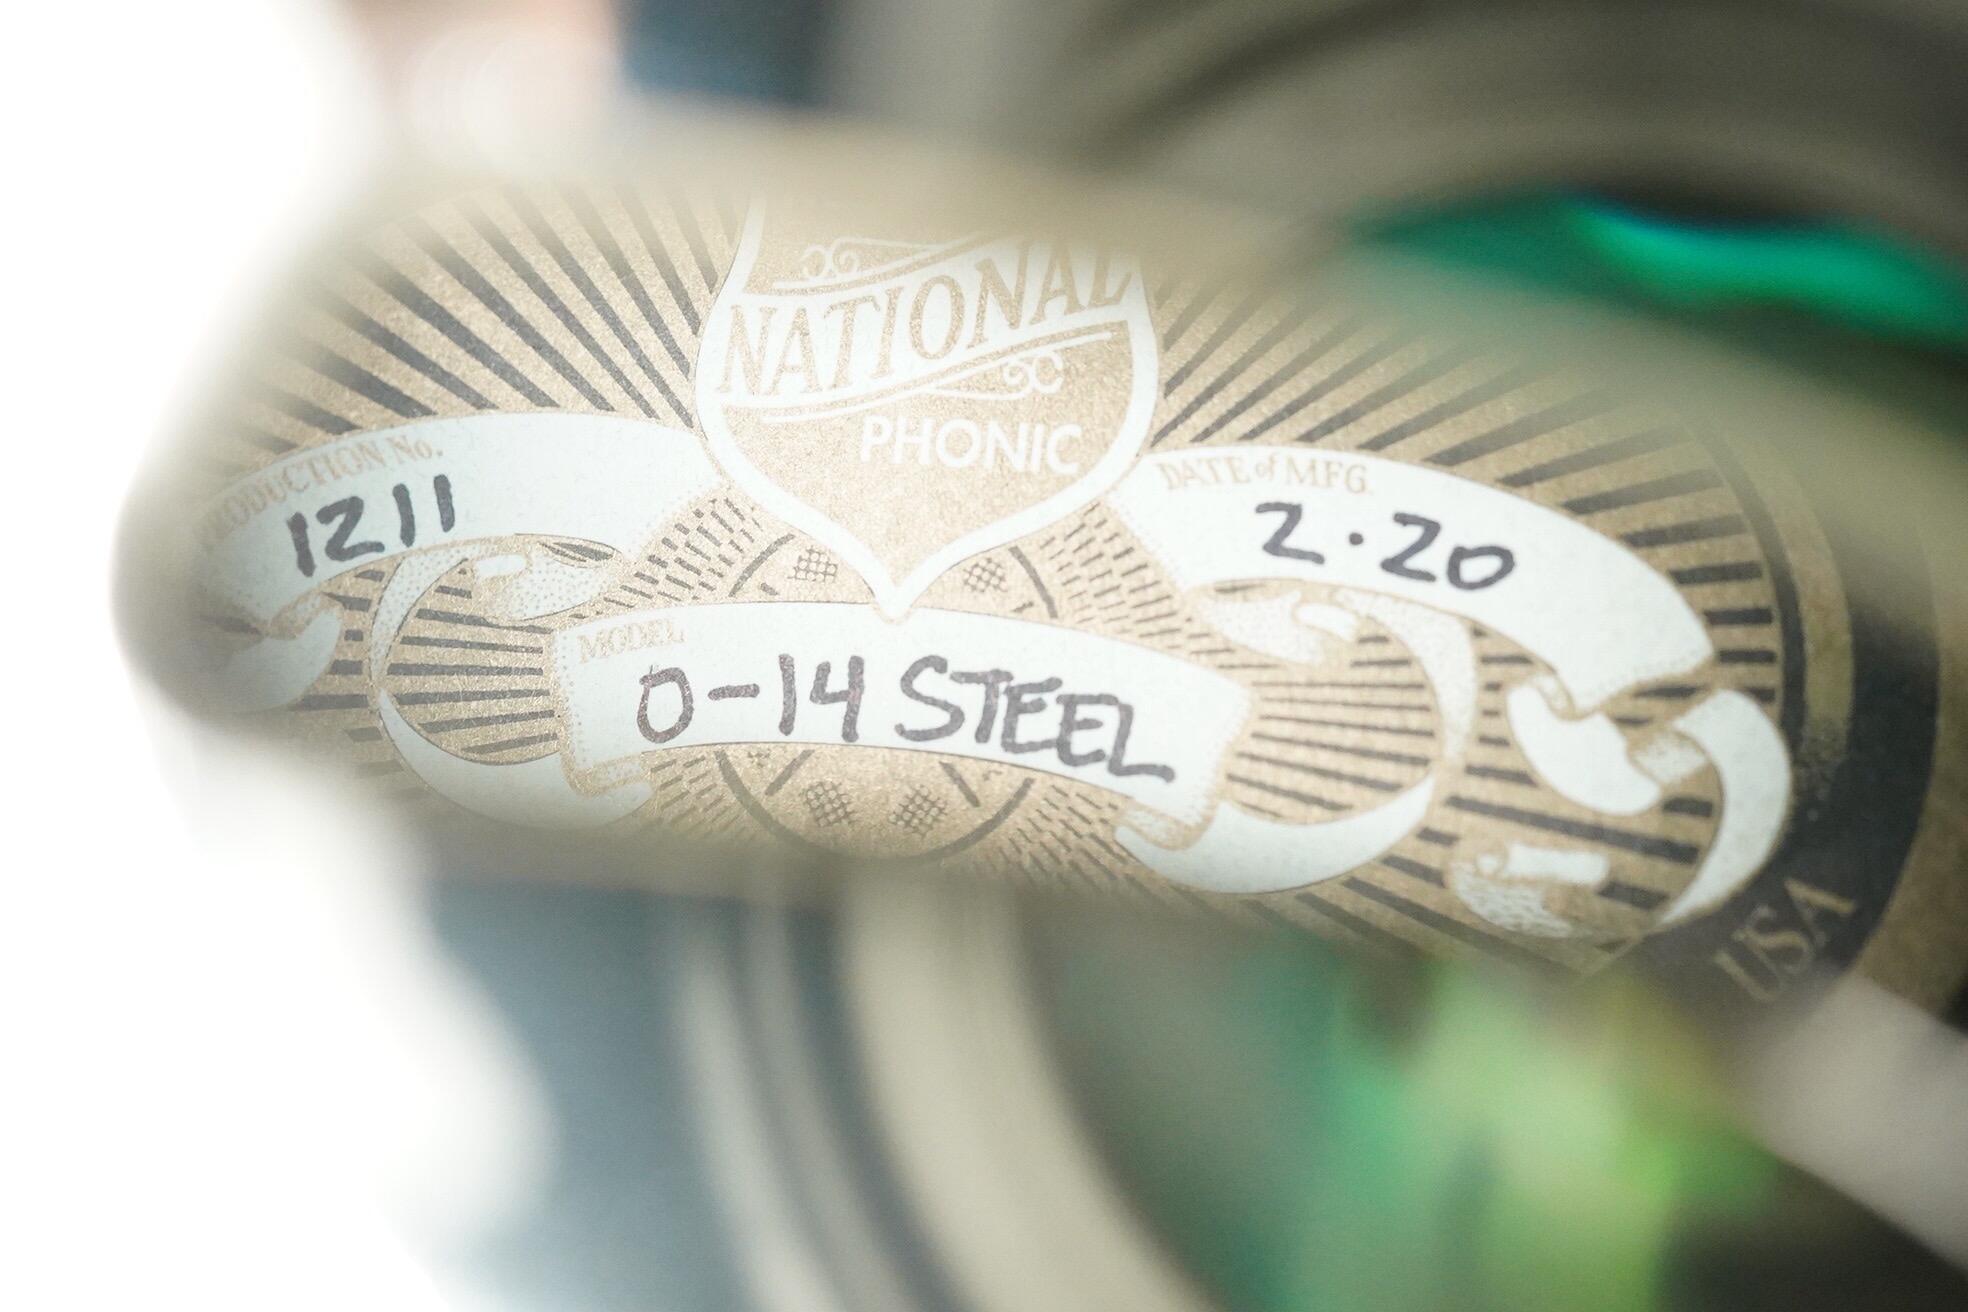 NATIONAL
PHONIC
PRODUCTION No.
1211
DATE of MFG.
2.20
MODEL
0-14 STEEL
USA